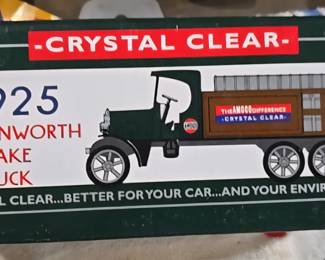 -CRYSTAL CLEAR-
925
NWORTH
AKE
UCK
THE AMOCO DIFFERENCE
CRYSTAL CLEAR
AMOCO
L CLEAR...BETTER FOR YOUR CAR...AND YOUR ENVIR